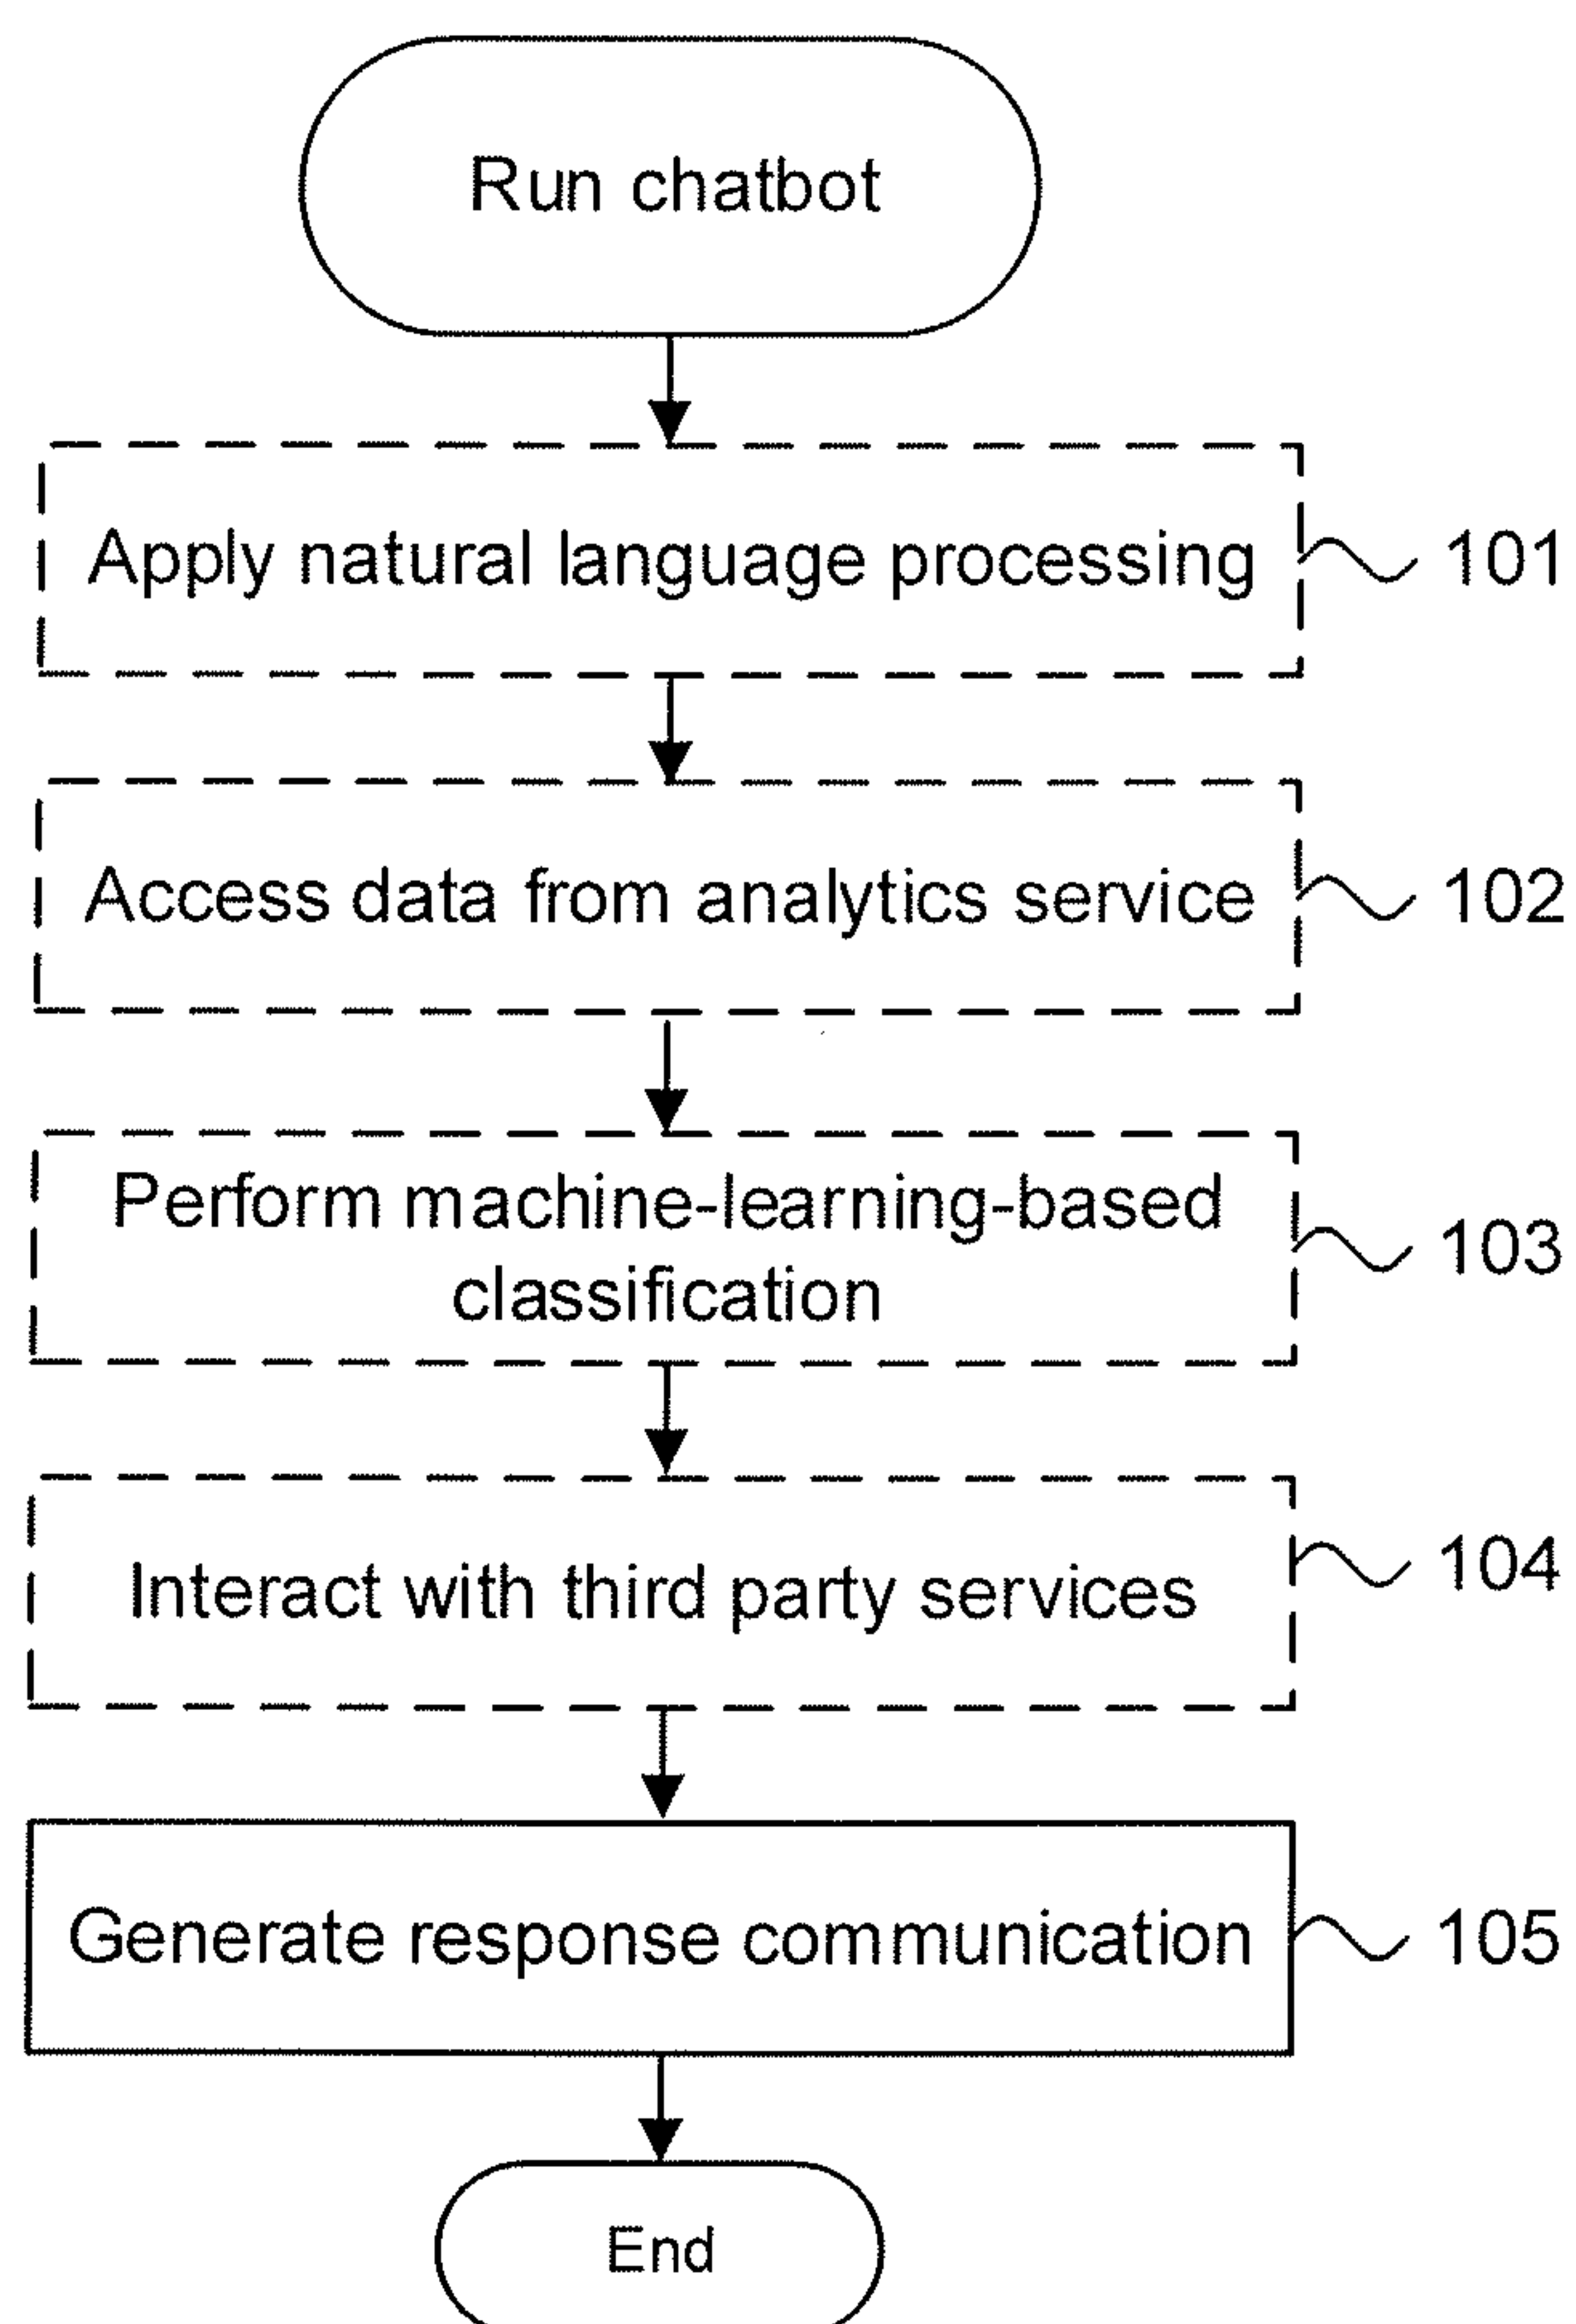 Run chatbot
Apply natural language processing
101
Access data from analytics service
102
Perform machine-learning-based
classification
103
Interact with third party services
104
Generate response communication
105
End